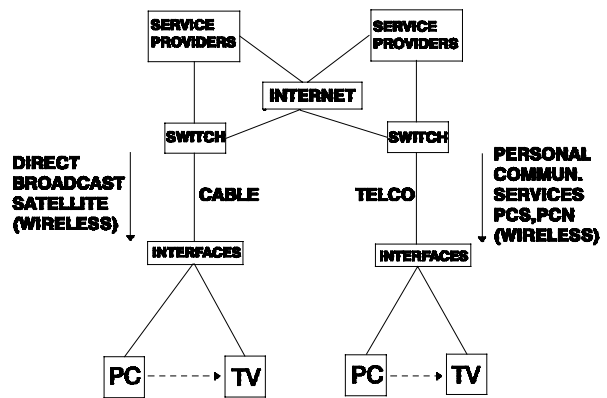 SERVICE
PROVIDERS
SERVICE
PROVIDERS
INTERNET
SWITCH
SWITCH
DIRECT
BROADCAST
SATELLITE
(WIRELESS)
CABLE
TELCO
PERSONAL
COMMUN.
SERVICES
PCS,PCN
(WIRELESS)
INTERFACES
INTERFACES
PC
TV
PC
TV